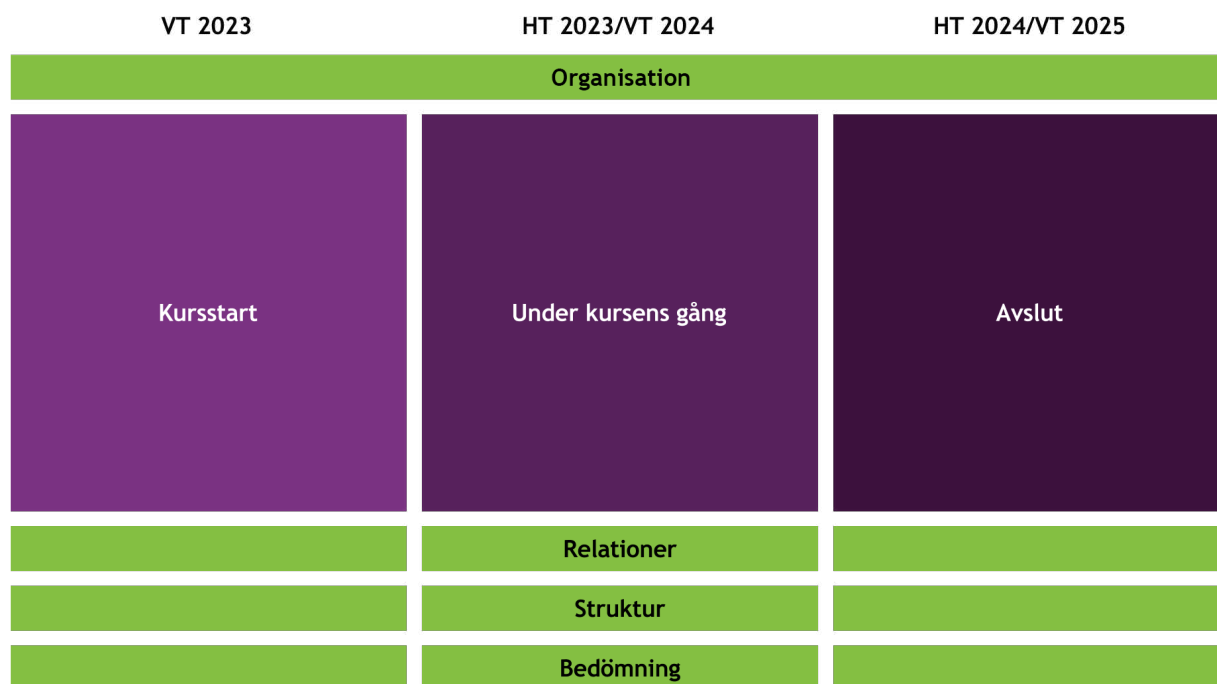 VT 2023
HT 2023/VT 2024
HT 2024/VT 2025
Organisation
Kursstart
Under kursens gång
Avslut
Relationer
Struktur
Bedömning